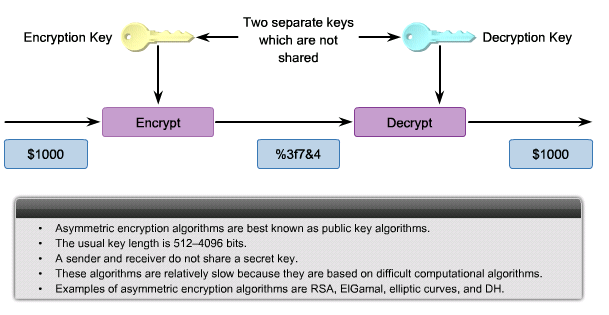 Two separate keys
which are not
shared
Encryption Key
Decryption Key
Encrypt
Decrypt
$1000
%3f7&4
$1000
• Asymmetric encryption algorithms are best known as public key algorithms.
• The usual key length is 512–4096 bits.
• A sender and receiver do not share a secret key.
• These algorithms are relatively slow because they are based on difficult computational algorithms.
• Examples of asymmetric encryption algorithms are RSA, ElGamal, elliptic curves, and DH.